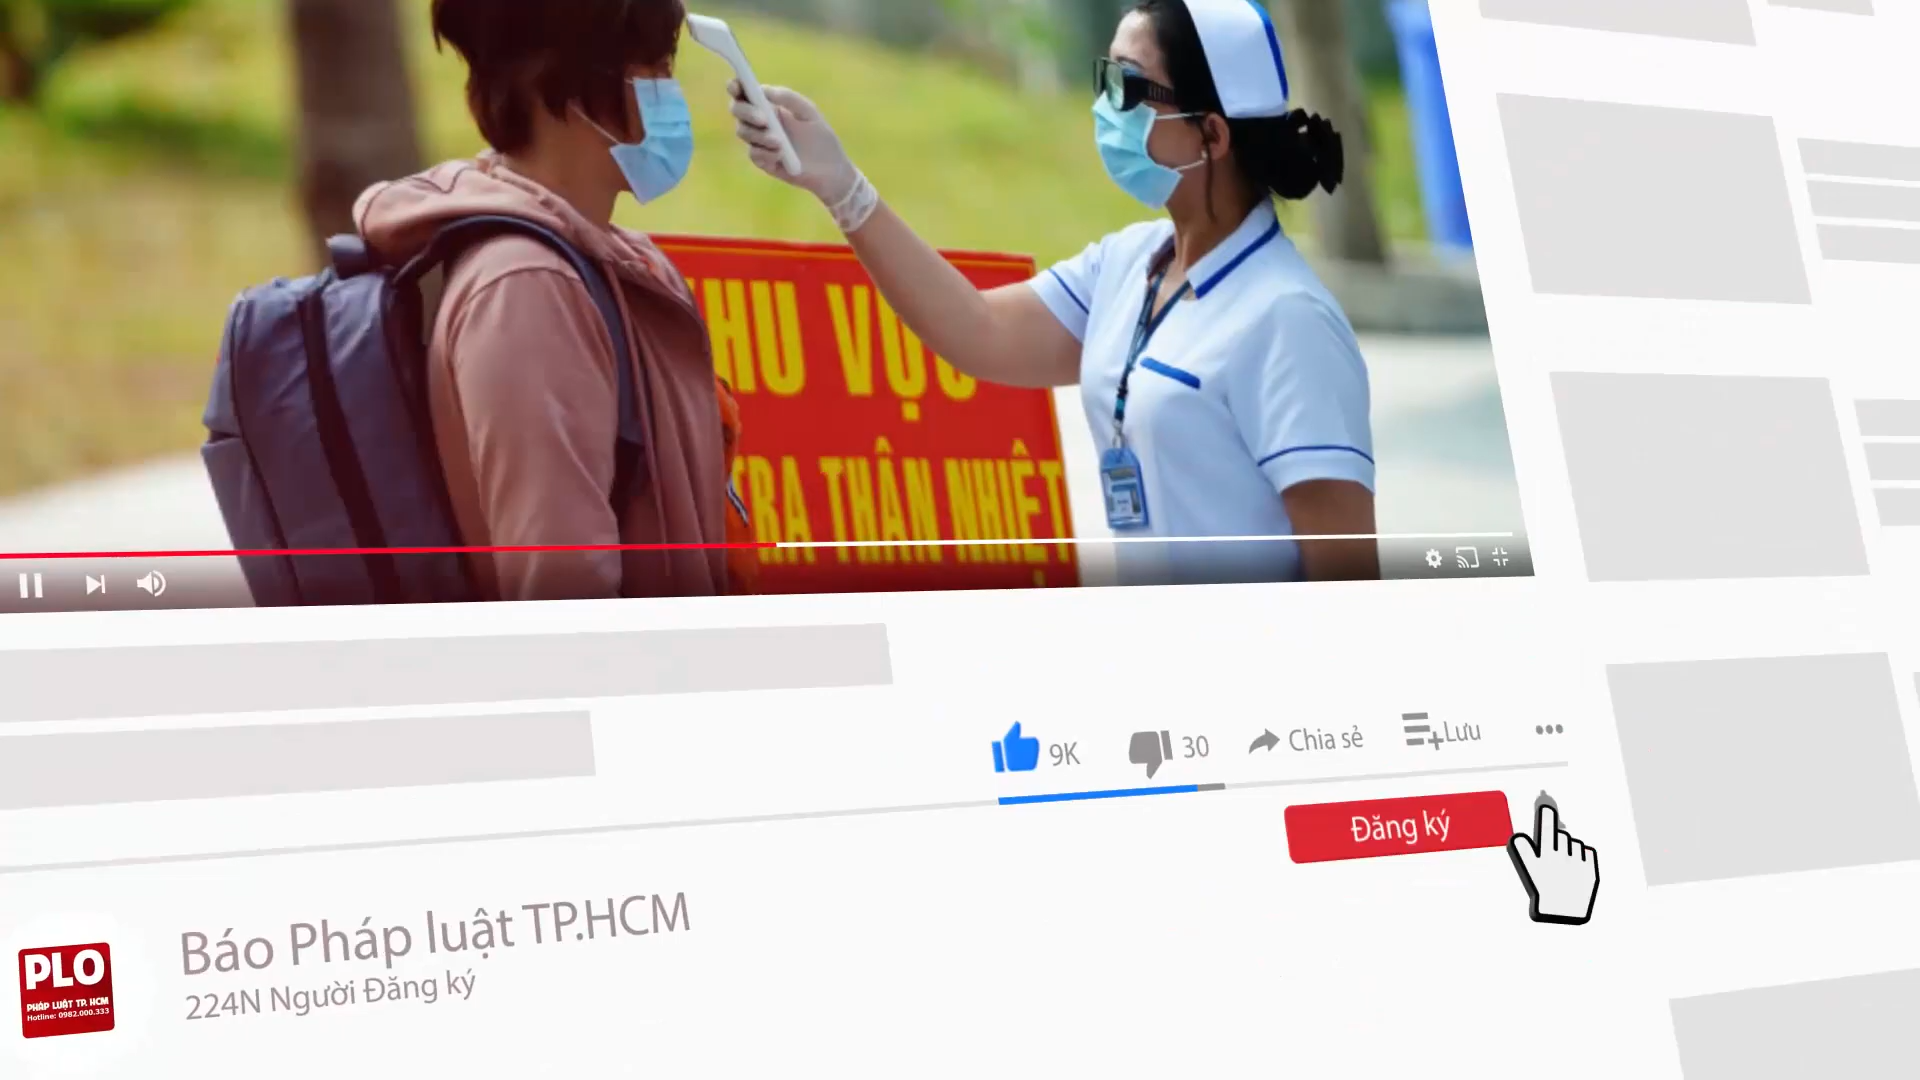 HU VỰC
TRA THÂN NHIỆT
9K
30
Chia sẻ
Lưu
Đăng ký
Báo Pháp luật TP.HCM
224N Người Đăng ký
PLO
PHÁP LUẬT TP. HCM
Hotline: 0982.000.333